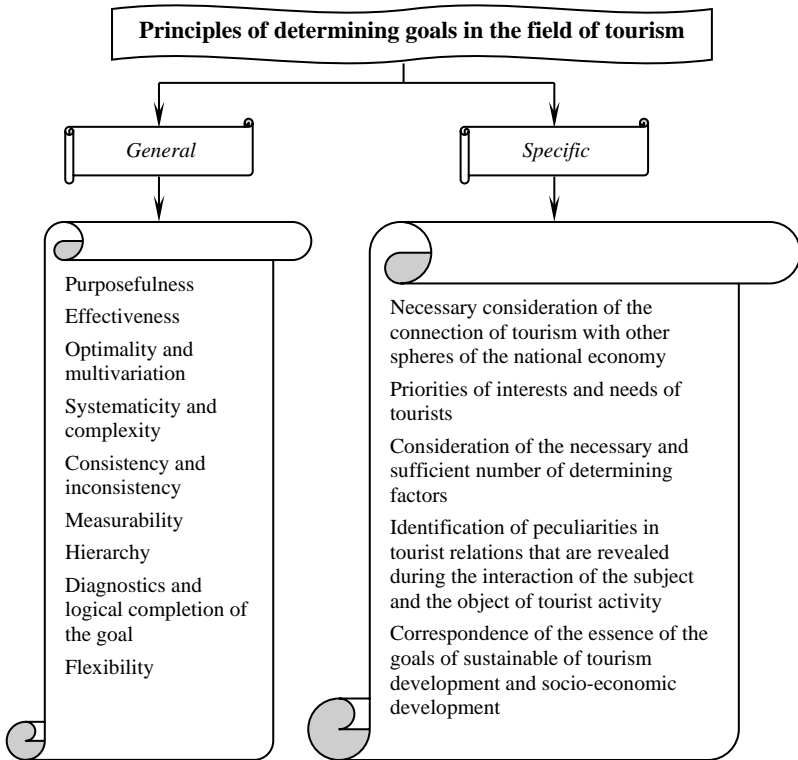 Principles of determining goals in the field of tourism
General
Specific
Purposefulness
Effectiveness
Optimality and
multivariation
Systematicity and
complexity
Consistency and
inconsistency
Measurability
Hierarchy
Diagnostics and
logical completion of
the goal
Flexibility
Necessary consideration of the
connection of tourism with other
spheres of the national economy
Priorities of interests and needs of
tourists
Consideration of the necessary and
sufficient number of determining
factors
Identification of peculiarities in
tourist relations that are revealed
during the interaction of the subject
and the object of tourist activity
Correspondence of the essence of the
goals of sustainable of tourism
development and socio-economic
development